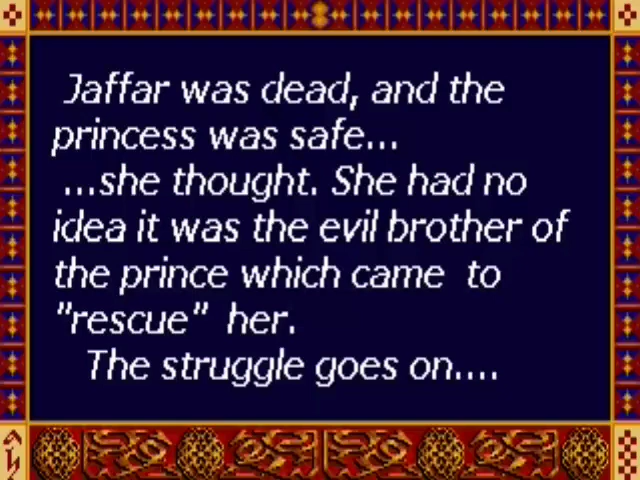 Jaffar was dead, and the
princess was safe...
...she thought. She had no
idea it was the evil brother of
the prince which came to
"rescue" her.
The struggle goes on....